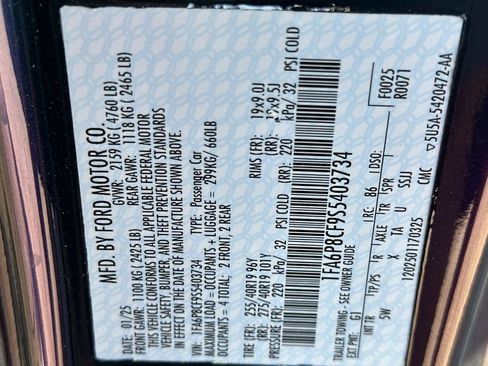 MFD. BY FORD MOTOR CO.
DATE: 01/25 GVWR: 2159 KG ( 4760 LB)
FRONT GAWR: 1100 KG (2425 LB) REAR GAWR: 1118 KG ( 2465 LB)
THIS VEHICLE CONFORMS TO ALL APPLICABLE FEDERAL MOTOR
VEHICLE SAFETY, BUMPER, AND THEFT PREVENTION STANDARDS
IN EFFECT ON THE DATE OF MANUFACTURE SHOWN ABOVE.
VIN: 1FA6P8CF9S5403734 TYPE: Passenger Car
MAXIMUM LOAD = OCCUPANTS + LUGGAGE = 299KG/ 660LB
OCCUPANTS = 4 TOTAL: 2 FRONT, 2 REAR
TIRE: (F) 255/40R19 96Y RIMS (FR): 19x9.0J
(R) 275/40R19 101Y (RR): 19x9.5J
PRESSURE (FR): 220 kPa/ 32 PSI COLD (RR): 220 kPa/ 32 PSI COLD
1FA6P8CF9S5403734
TRAILER TOWING - SEE OWNER GUIDE F0025
EXT PNT: G1 RC: 86 DSO: R0071
INT TR TP/PS R AXLE TR SPR
5W X TA U SSJJ
1202501170325 CMC 5U5A-5420472-AA